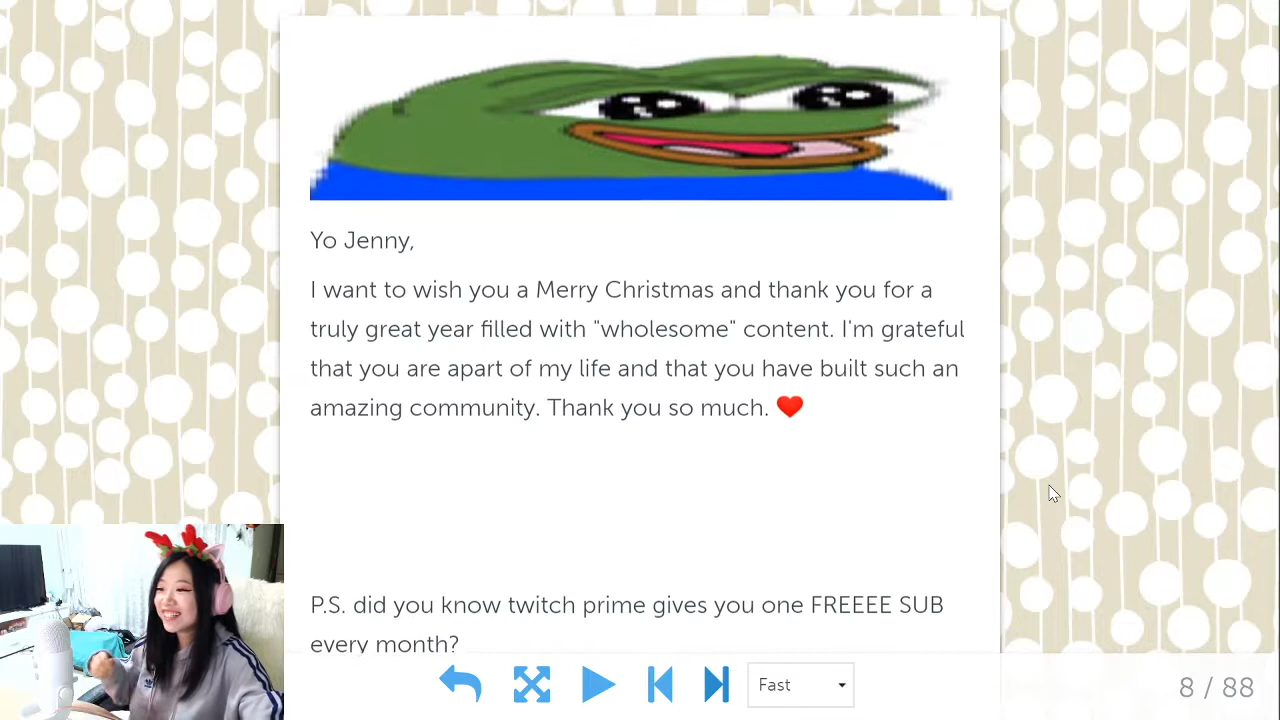 Yo Jenny,
I want to wish you a Merry Christmas and thank you for a
truly great year filled with "wholesome" content. I'm grateful
that you are apart of my life and that you have built such an
amazing community. Thank you so much. ❤️
P.S. did you know twitch prime gives you one FREEEE SUB
every month?
Fast
8 / 88